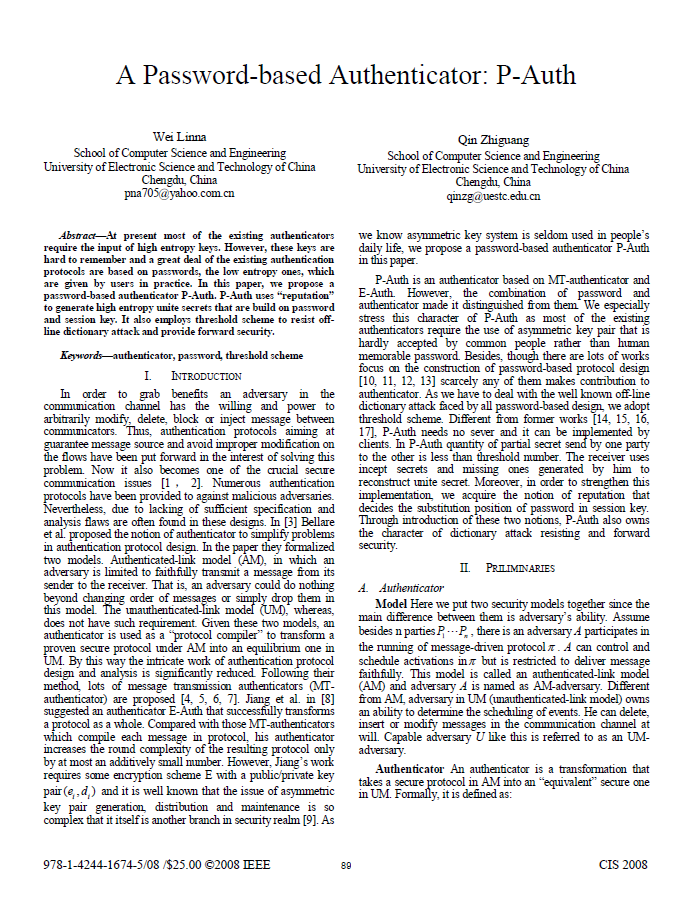 A Password-based Authenticator: P-Auth
Wei Linna
School of Computer Science and Engineering
University of Electronic Science and Technology of China
Chengdu, China
pna705@yahoo.com.cn
Qin Zhiguang
School of Computer Science and Engineering
University of Electronic Science and Technology of China
Chengdu, China
qinzg@uestc.edu.cn
Abstract—At present most of the existing authenticators
require the input of high entropy keys. However, these keys are
hard to remember and a great deal of the existing authentication
protocols are based on passwords, the low entropy ones, which
are given by users in practice. In this paper, we propose a
password-based authenticator P-Auth. P-Auth uses “reputation”
to generate high entropy unite secrets that are build on password
and session key. It also employs threshold scheme to resist off-
line dictionary attack and provide forward security.
Keywords—authenticator, password, threshold scheme
I. INTRODUCTION
In order to grab benefits an adversary in the
communication channel has the willing and power to
arbitrarily modify, delete, block or inject message between
communicators. Thus, authentication protocols aiming at
guarantee message source and avoid improper modification on
the flows have been put forward in the interest of solving this
problem. Now it also becomes one of the crucial secure
communication issues [1， 2]. Numerous authentication
protocols have been provided to against malicious adversaries.
Nevertheless, due to lacking of sufficient specification and
analysis flaws are often found in these designs. In [3] Bellare
et al. proposed the notion of authenticator to simplify problems
in authentication protocol design. In the paper they formalized
two models. Authenticated-link model (AM), in which an
adversary is limited to faithfully transmit a message from its
sender to the receiver. That is, an adversary could do nothing
beyond changing order of messages or simply drop them in
this model. The unauthenticated-link model (UM), whereas,
does not have such requirement. Given these two models, an
authenticator is used as a “protocol compiler” to transform a
proven secure protocol under AM into an equilibrium one in
UM. By this way the intricate work of authentication protocol
design and analysis is significantly reduced. Following their
method, lots of message transmission authenticators (MT-
authenticator) are proposed [4, 5, 6, 7]. Jiang et al. in [8]
suggested an authenticator E-Auth that successfully transforms
a protocol as a whole. Compared with those MT-authenticators
which compile each message in protocol, his authenticator
increases the round complexity of the resulting protocol only
by at most an additively small number. However, Jiang’s work
requires some encryption scheme E with a public/private key
pair (eᵢ, dᵢ) and it is well known that the issue of asymmetric
key pair generation, distribution and maintenance is so
complex that it itself is another branch in security realm [9]. As
we know asymmetric key system is seldom used in people’s
daily life, we propose a password-based authenticator P-Auth
in this paper.
P-Auth is an authenticator based on MT-authenticator and
E-Auth. However, the combination of password and
authenticator made it distinguished from them. We especially
stress this character of P-Auth as most of the existing
authenticators require the use of asymmetric key pair that is
hardly accepted by common people rather than human
memorable password. Besides, though there are lots of works
focus on the construction of password-based protocol design
[10, 11, 12, 13] scarcely any of them makes contribution to
authenticator. As we have to deal with the well known off-line
dictionary attack faced by all password-based design, we adopt
threshold scheme. Different from former works [14, 15, 16,
17], P-Auth needs no sever and it can be implemented by
clients. In P-Auth quantity of partial secret send by one party
to the other is less than threshold number. The receiver uses
incept secrets and missing ones generated by him to
reconstruct unite secret. Moreover, in order to strengthen this
implementation, we acquire the notion of reputation that
decides the substitution position of password in session key.
Through introduction of these two notions, P-Auth also owns
the character of dictionary attack resisting and forward
security.
II. PRILIMINARIES
A. Authenticator
Model Here we put two security models together since the
main difference between them is adversary’s ability. Assume
besides n parties P₁ ⋯ Pₙ , there is an adversary A participates in
the running of message-driven protocol π . A can control and
schedule activations in π but is restricted to deliver message
faithfully. This model is called an authenticated-link model
(AM) and adversary A is named as AM-adversary. Different
from AM, adversary in UM (unauthenticated-link model) owns
an ability to determine the scheduling of events. He can delete,
insert or modify messages in the communication channel at
will. Capable adversary U like this is referred to as an UM-
adversary.
Authenticator An authenticator is a transformation that
takes a secure protocol in AM into an “equivalent” secure one
in UM. Formally, it is defined as:
978-1-4244-1674-5/08 /$25.00 ©2008 IEEE
89
CIS 2008